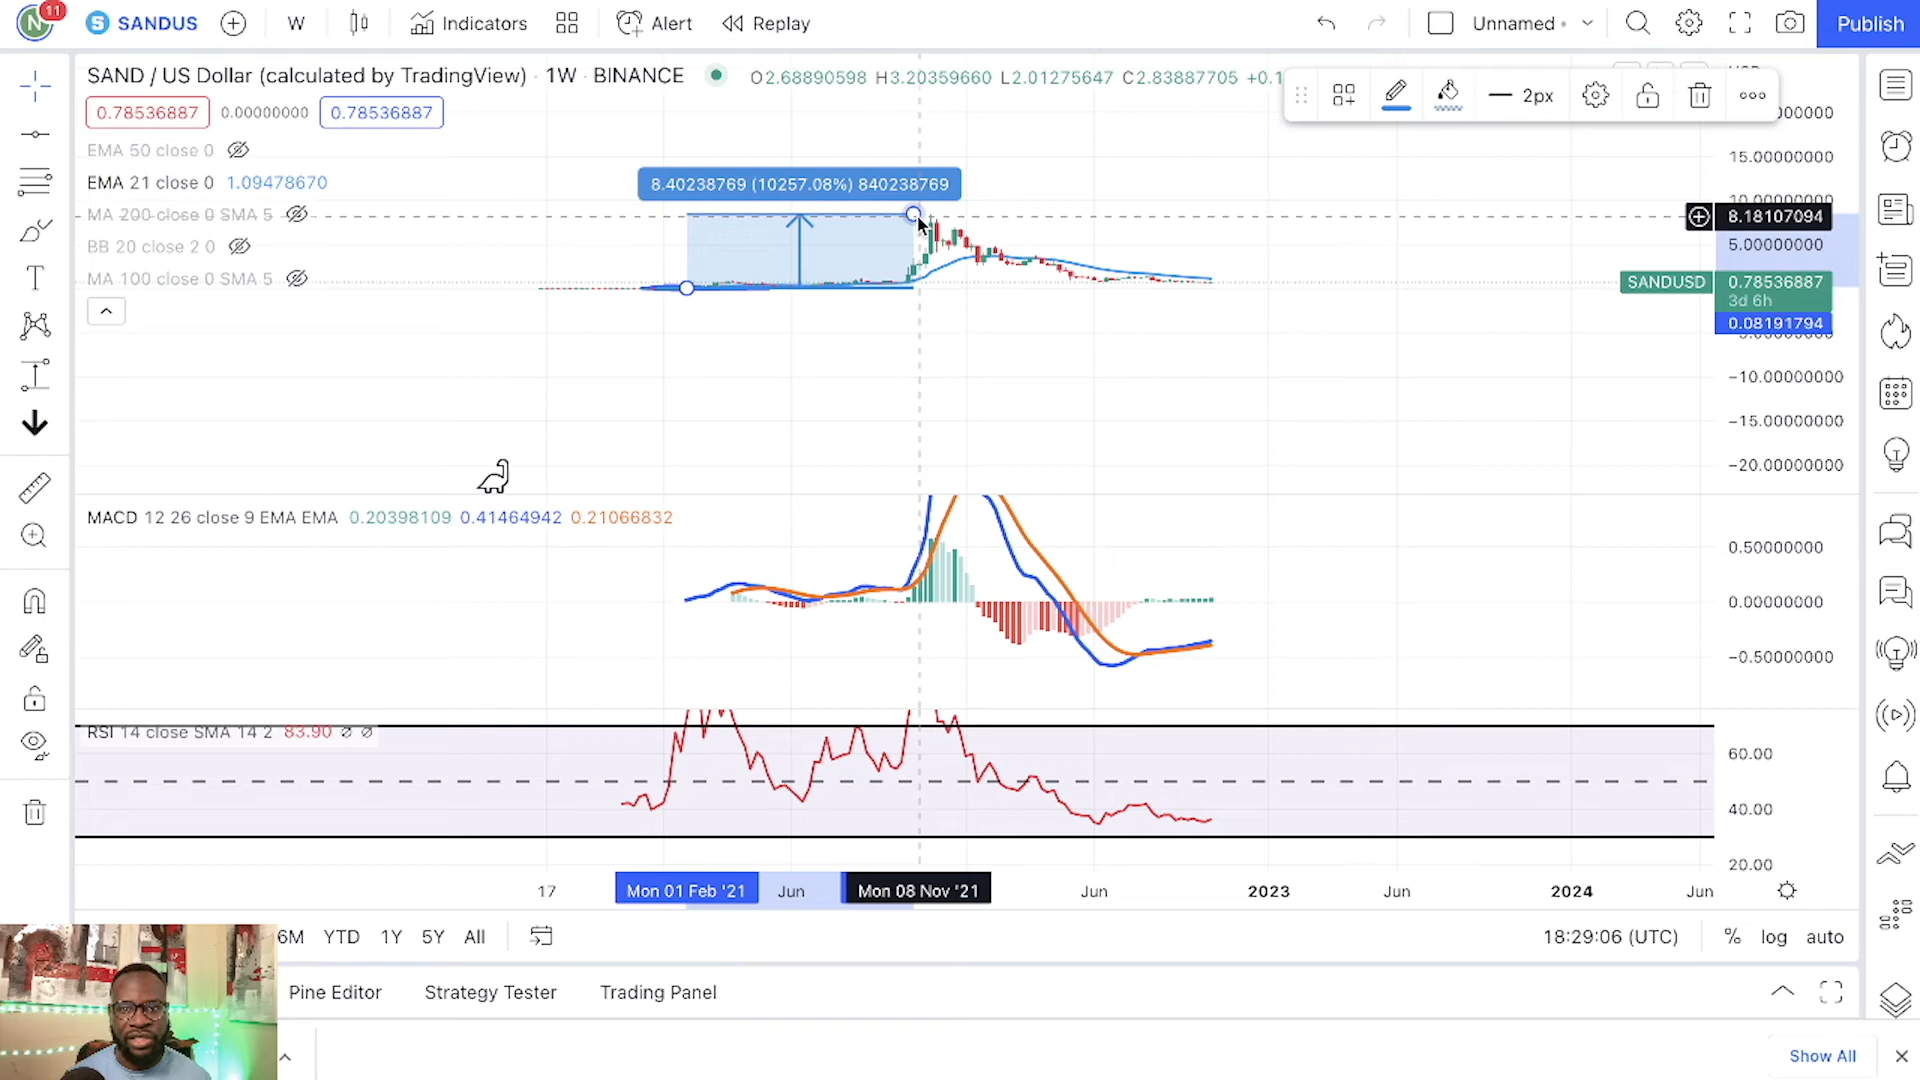 N 11 S SANDUS W Indicators Alert Replay Unnamed Publish
SAND / US Dollar (calculated by TradingView) · 1W · BINANCE O2.68890598 H3.20359660 L2.01275647 C2.83887705 +0.1
2px
0.78536887 0.00000000 0.78536887
EMA 50 close 0
EMA 21 close 0 1.09478670
MA 200 close 0 SMA 5
BB 20 close 2 0
MA 100 close 0 SMA 5
8.40238769 (10257.08%) 840238769
15.00000000
8.18107094
5.00000000
SANDUSD 0.78536887
3d 6h
0.08191794
−10.00000000
−15.00000000
−20.00000000
MACD 12 26 close 9 EMA EMA 0.20398109 0.41464942 0.21066832
0.50000000
0.00000000
−0.50000000
RSI 14 close SMA 14 2 83.90 ∅ ∅
60.00
40.00
20.00
17 Mon 01 Feb '21 Jun Mon 08 Nov '21 Jun 2023 Jun 2024 Jun
6M YTD 1Y 5Y All 18:29:06 (UTC) % log auto
Pine Editor Strategy Tester Trading Panel
Show All